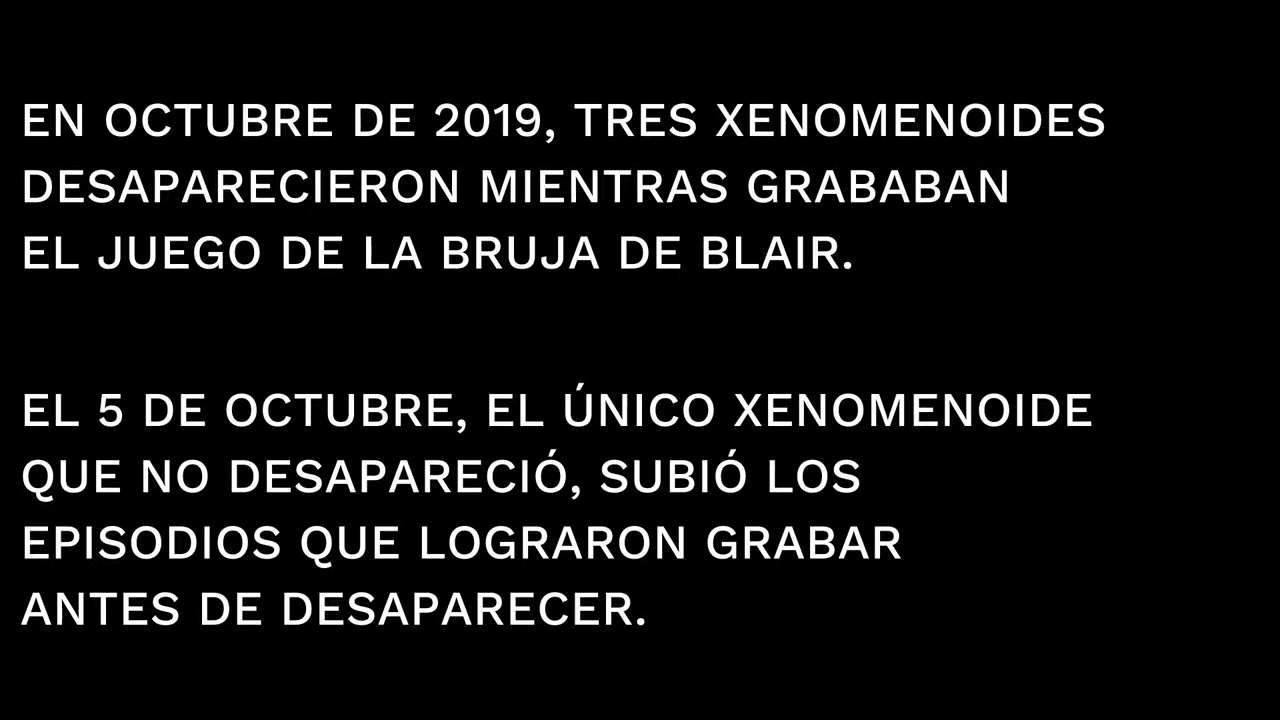 EN OCTUBRE DE 2019, TRES XENOMENOIDES
DESAPARECIERON MIENTRAS GRABABAN
EL JUEGO DE LA BRUJA DE BLAIR.
EL 5 DE OCTUBRE, EL ÚNICO XENOMENOIDE
QUE NO DESAPARECIÓ, SUBIÓ LOS
EPISODIOS QUE LOGRARON GRABAR
ANTES DE DESAPARECER.